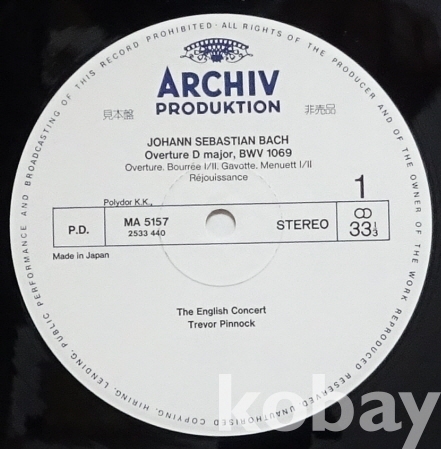 ALL RIGHTS OF THE PRODUCER AND OF THE OWNER OF THE WORK REPRODUCED RESERVED. UNAUTHORISED COPYING, HIRING, LENDING, PUBLIC PERFORMANCE AND BROADCASTING OF THIS RECORD PROHIBITED ·
ARCHIV
PRODUKTION
見本盤
非売品
JOHANN SEBASTIAN BACH
Overture D major, BWV 1069
Overture. Bourrée I/II. Gavotte. Menuett I/II
Réjouissance
1
Polydor K.K.,
P.D.
MA 5157
2533 440
STEREO
33⅓
Made in Japan
The English Concert
Trevor Pinnock
kobay